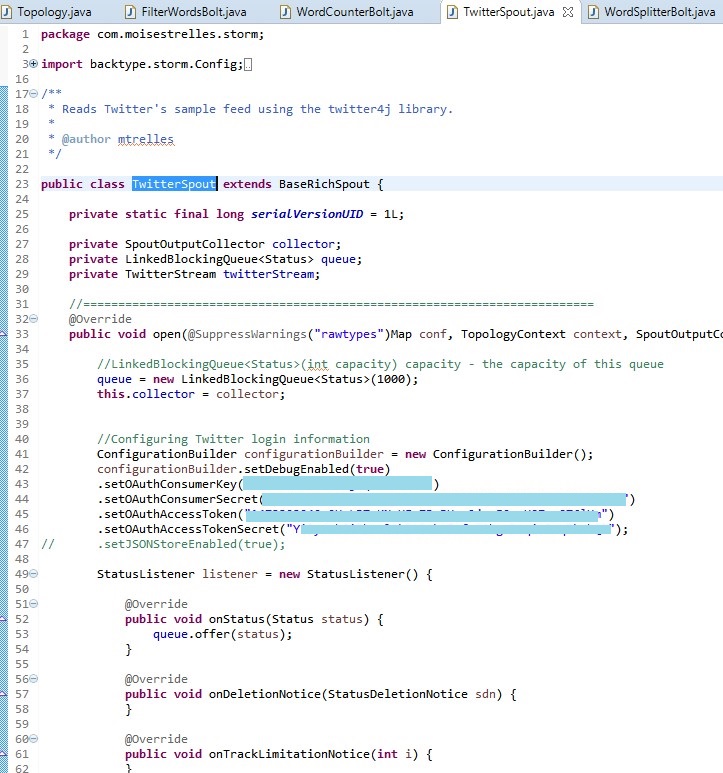 Topology.java FilterWordsBolt.java WordCounterBolt.java TwitterSpout.java WordSplitterBolt.java
1 package com.moisestrelles.storm;
2
3 import backtype.storm.Config;
16
17 /**
18 * Reads Twitter's sample feed using the twitter4j library.
19 *
20 * @author mtrelles
21 */
22
23 public class TwitterSpout extends BaseRichSpout {
24
25 private static final long serialVersionUID = 1L;
26
27 private SpoutOutputCollector collector;
28 private LinkedBlockingQueue<Status> queue;
29 private TwitterStream twitterStream;
30
31 //=========================================================================
32 @Override
33 public void open(@SuppressWarnings("rawtypes")Map conf, TopologyContext context, SpoutOutputCo
34
35 //LinkedBlockingQueue<Status>(int capacity) capacity - the capacity of this queue
36 queue = new LinkedBlockingQueue<Status>(1000);
37 this.collector = collector;
38
39
40 //Configuring Twitter login information
41 ConfigurationBuilder configurationBuilder = new ConfigurationBuilder();
42 configurationBuilder.setDebugEnabled(true)
43 .setOAuthConsumerKey( )
44 .setOAuthConsumerSecret( ")
45 .setOAuthAccessToken(" ")
46 .setOAuthAccessTokenSecret("Y ");
47 // .setJSONStoreEnabled(true);
48
49 StatusListener listener = new StatusListener() {
50
51 @Override
52 public void onStatus(Status status) {
53 queue.offer(status);
54 }
55
56 @Override
57 public void onDeletionNotice(StatusDeletionNotice sdn) {
58 }
59
60 @Override
61 public void onTrackLimitationNotice(int i) {
62 }